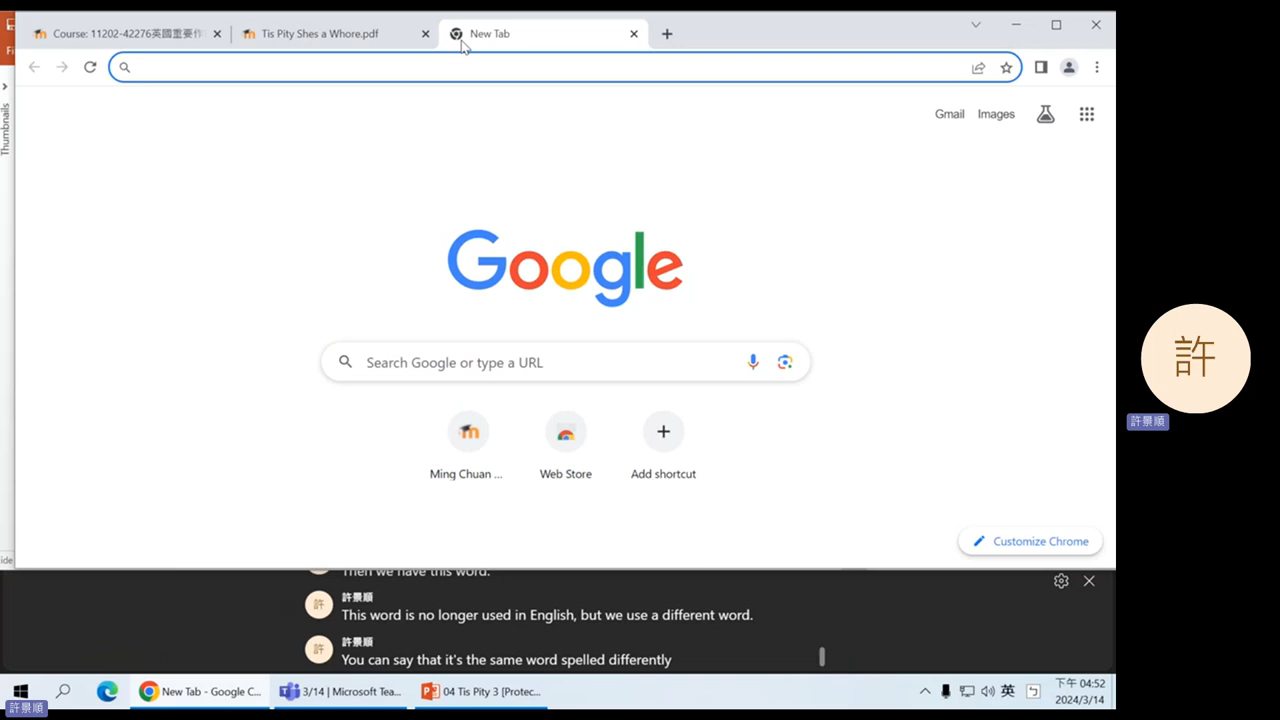 Course: 11202-42276英國重要作
Tis Pity Shes a Whore.pdf
New Tab
Fi
Thumbnails
Gmail
Images
Google
Search Google or type a URL
Ming Chuan ...
Web Store
Add shortcut
Customize Chrome
ide
Then we have this word.
許
許景順
This word is no longer used in English, but we use a different word.
許
許景順
You can say that it's the same word spelled differently
許
許景順
New Tab - Google C...
3/14 | Microsoft Tea...
04 Tis Pity 3 [Protec...
英
下午 04:52
2024/3/14
許景順